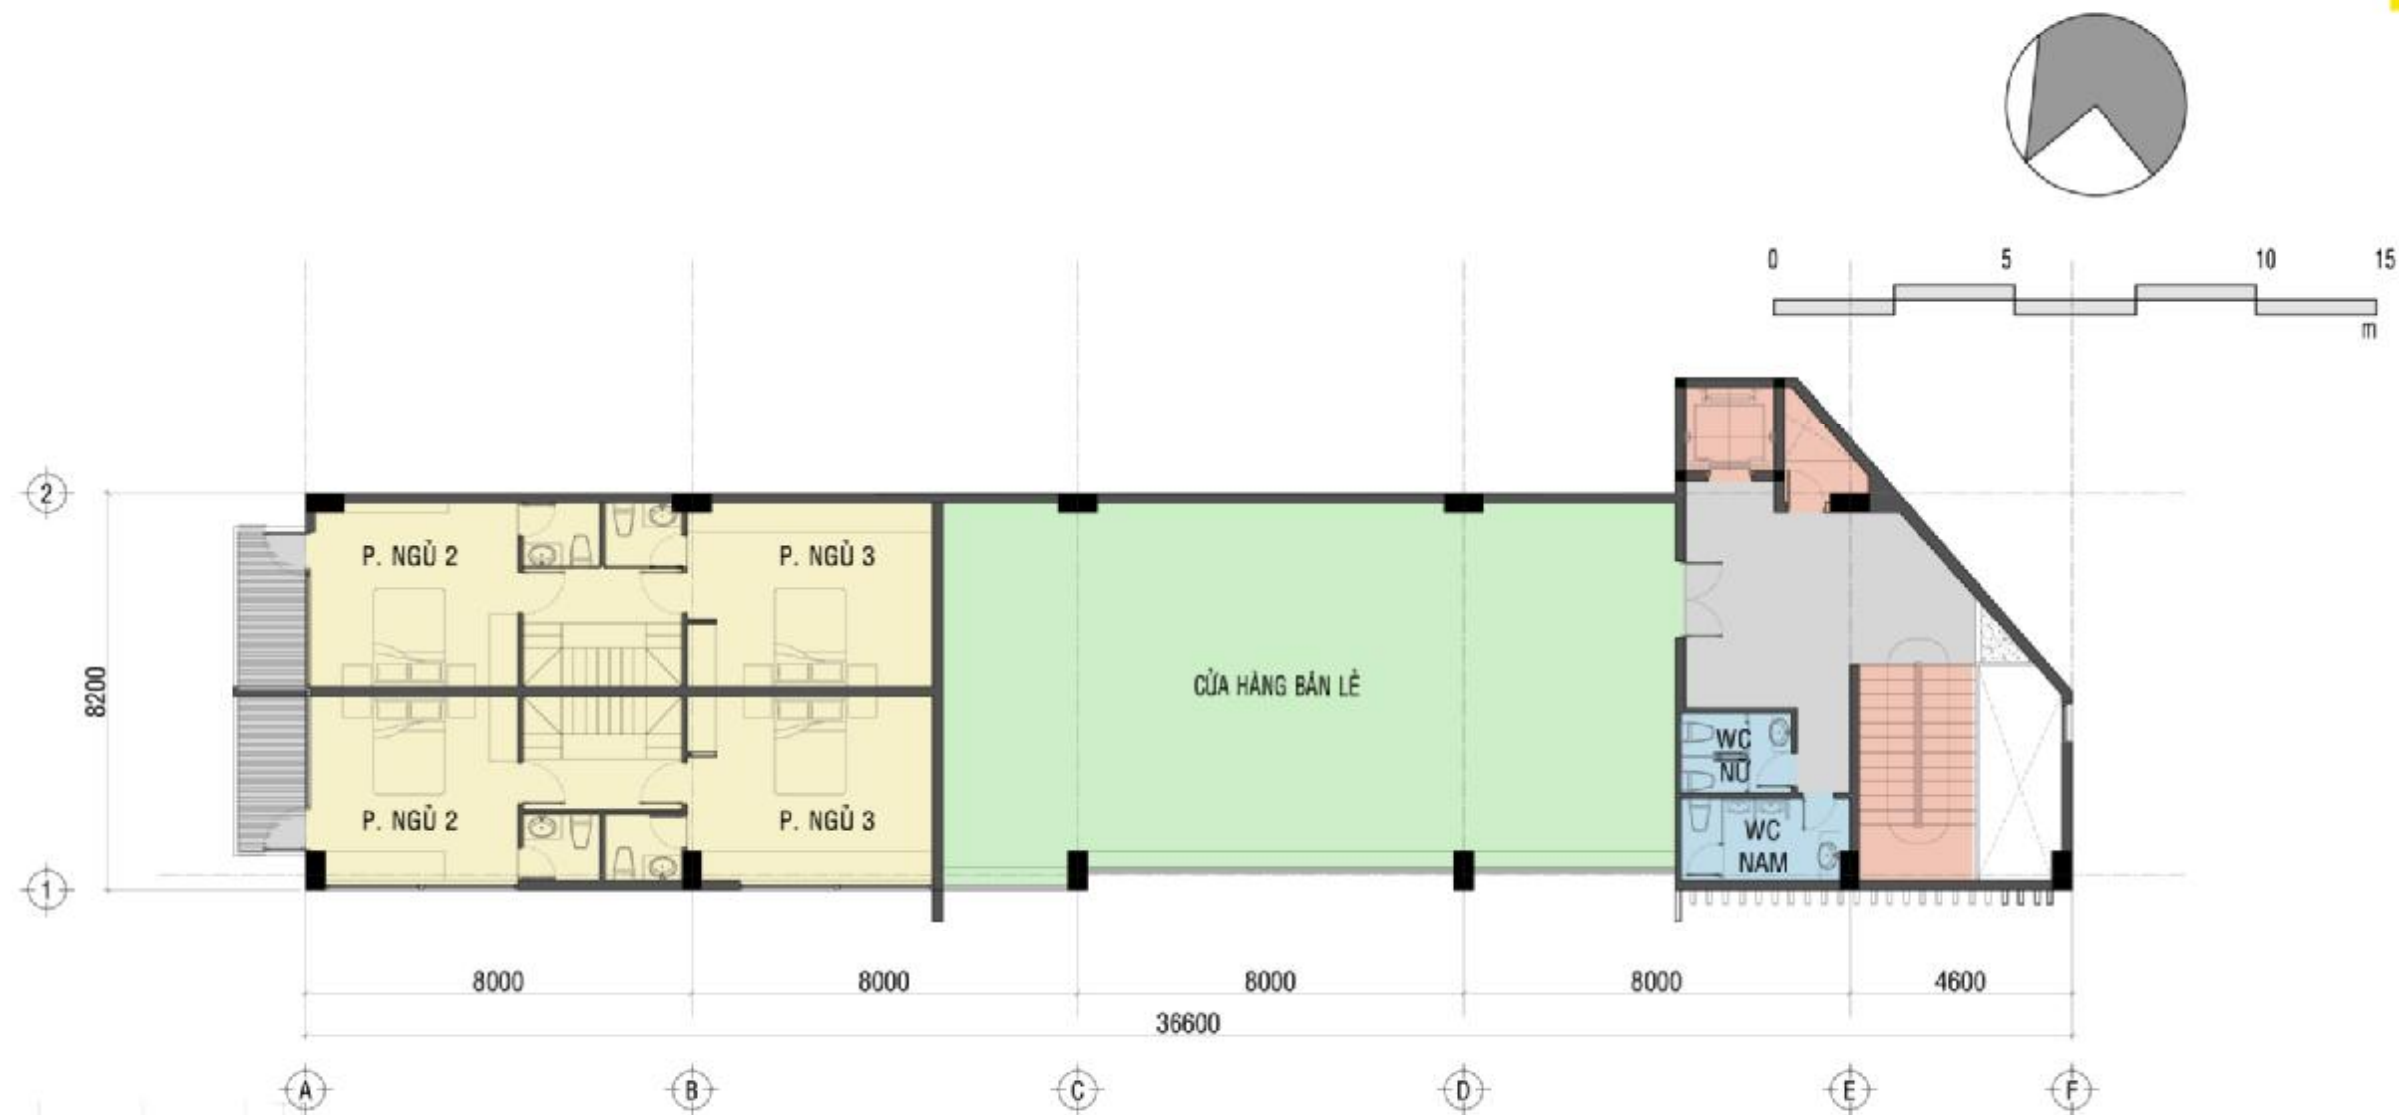 0 5 10 15
m
2
P. NGỦ 2
P. NGỦ 3
CỬA HÀNG BÁN LẺ
8200
WC
NỮ
P. NGỦ 2
P. NGỦ 3
WC
NAM
1
8000 8000 8000 8000 4600
36600
A B C D E F